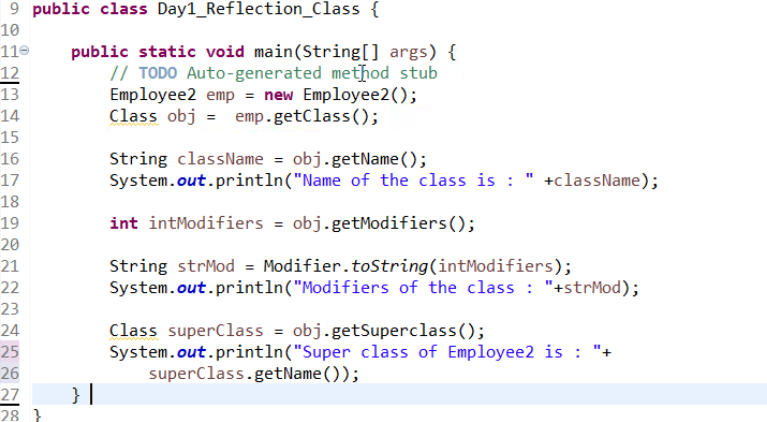 9 public class Day1_Reflection_Class {
10
11 public static void main(String[] args) {
12 // TODO Auto-generated method stub
13 Employee2 emp = new Employee2();
14 Class obj =  emp.getClass();
15
16 String className = obj.getName();
17 System.out.println("Name of the class is : " +className);
18
19 int intModifiers = obj.getModifiers();
20
21 String strMod = Modifier.toString(intModifiers);
22 System.out.println("Modifiers of the class : "+strMod);
23
24 Class superClass = obj.getSuperclass();
25 System.out.println("Super class of Employee2 is : "+
26 superClass.getName());
27 }
28 }